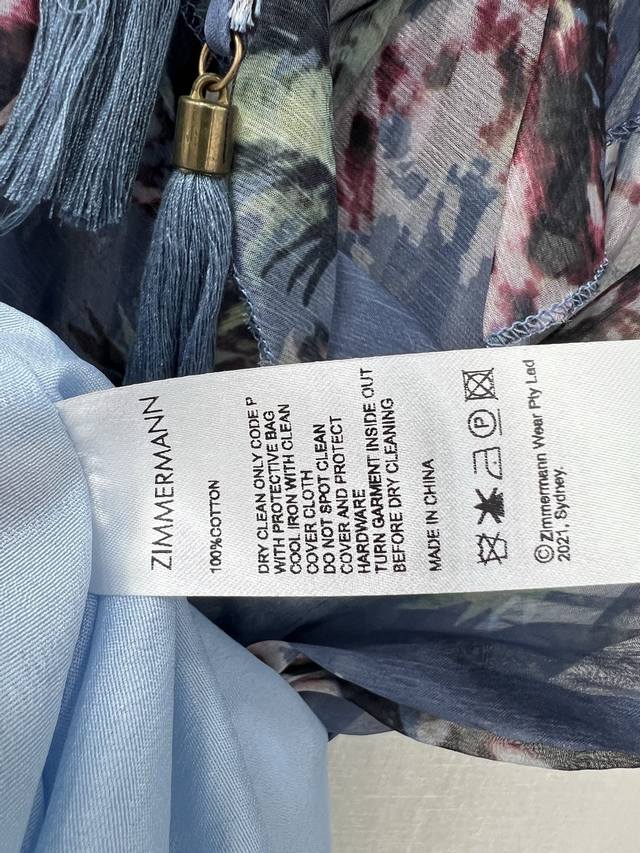 ZIMMERMANN
100%COTTON
DRY CLEAN ONLY CODE P
WITH PROTECTIVE BAG
COOL IRON WITH CLEAN
COVER CLOTH
DO NOT SPOT CLEAN
COVER AND PROTECT
HARDWARE
TURN GARMENT INSIDE OUT
BEFORE DRY CLEANING
MADE IN CHINA
P
©Zimmermann Wear Pty Lad
2021, Sydney.